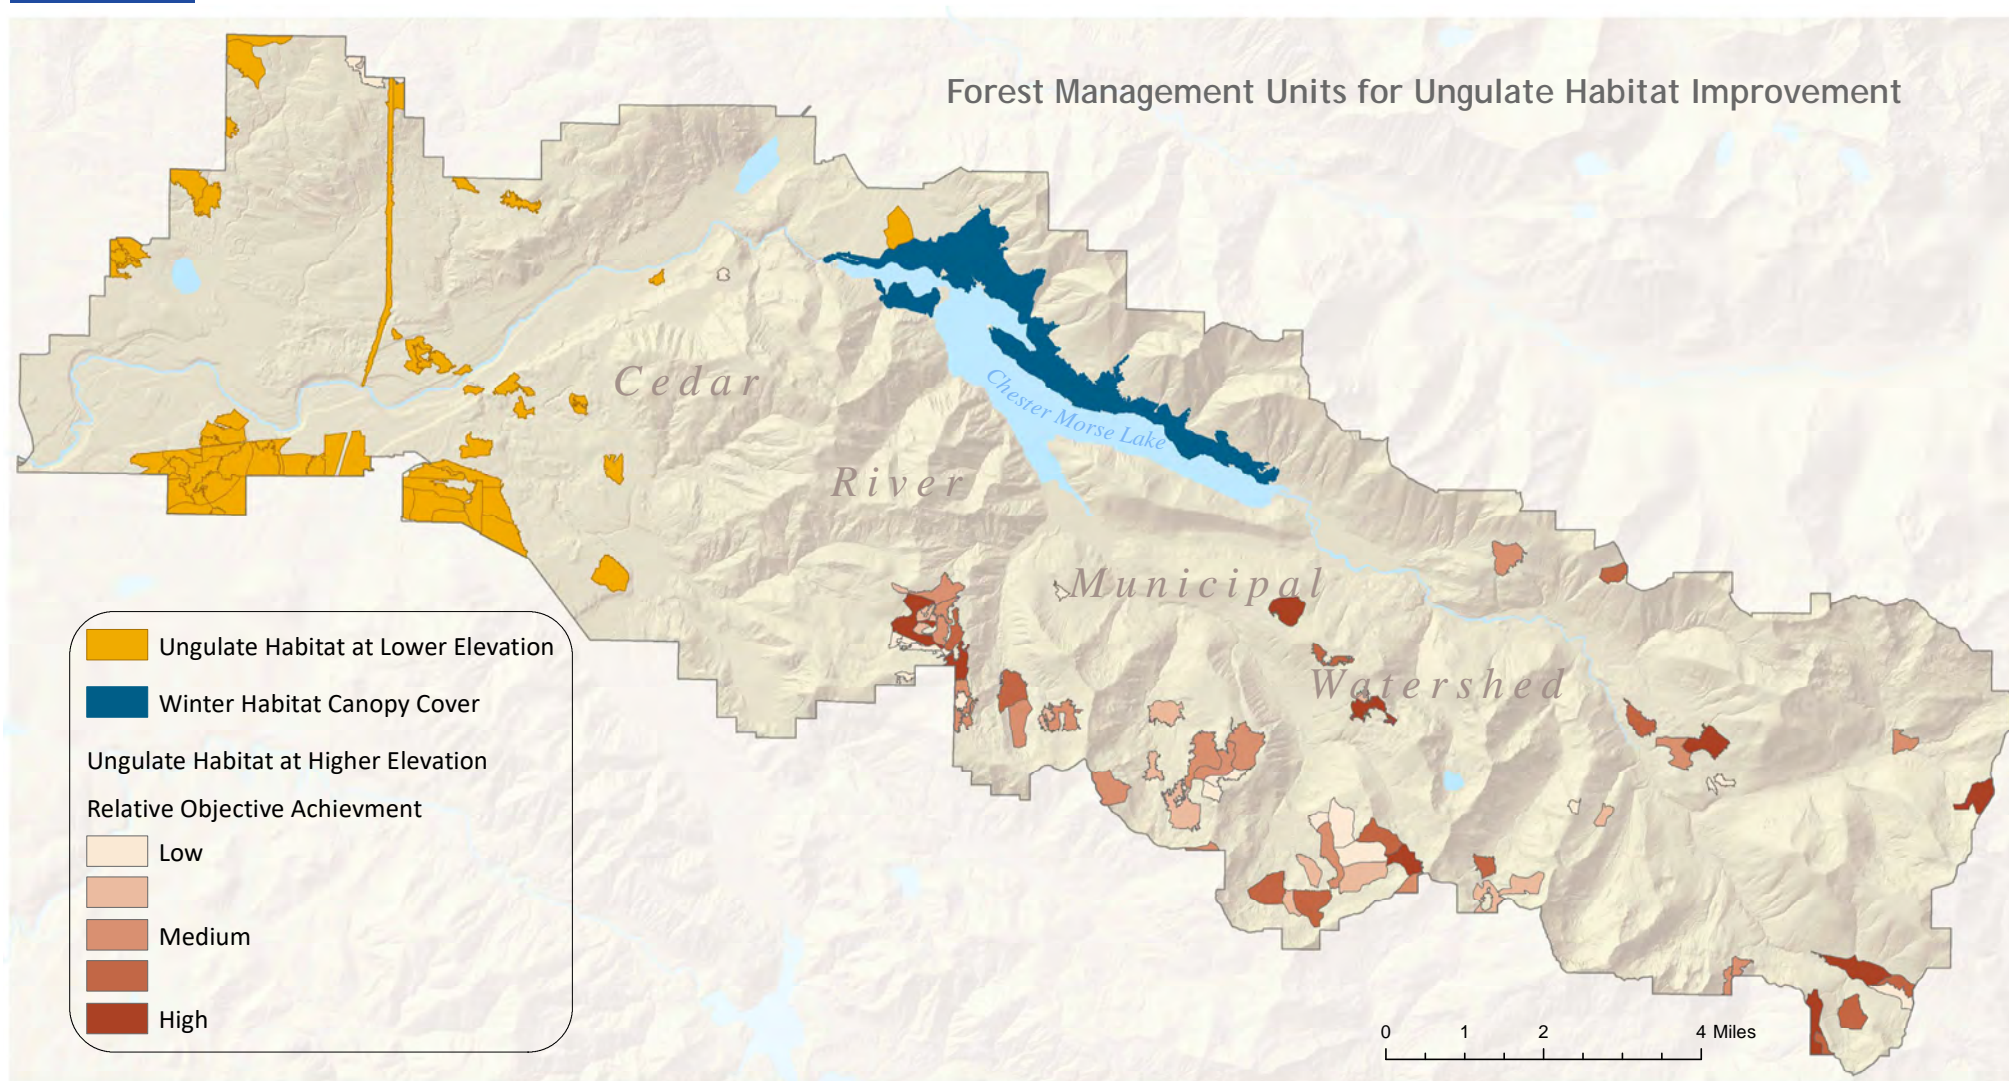 Forest Management Units for Ungulate Habitat Improvement
Cedar
River
Municipal
Watershed
Chester Morse Lake
Ungulate Habitat at Lower Elevation
Winter Habitat Canopy Cover
Ungulate Habitat at Higher Elevation
Relative Objective Achievment
Low
Medium
High
0 1 2 4 Miles